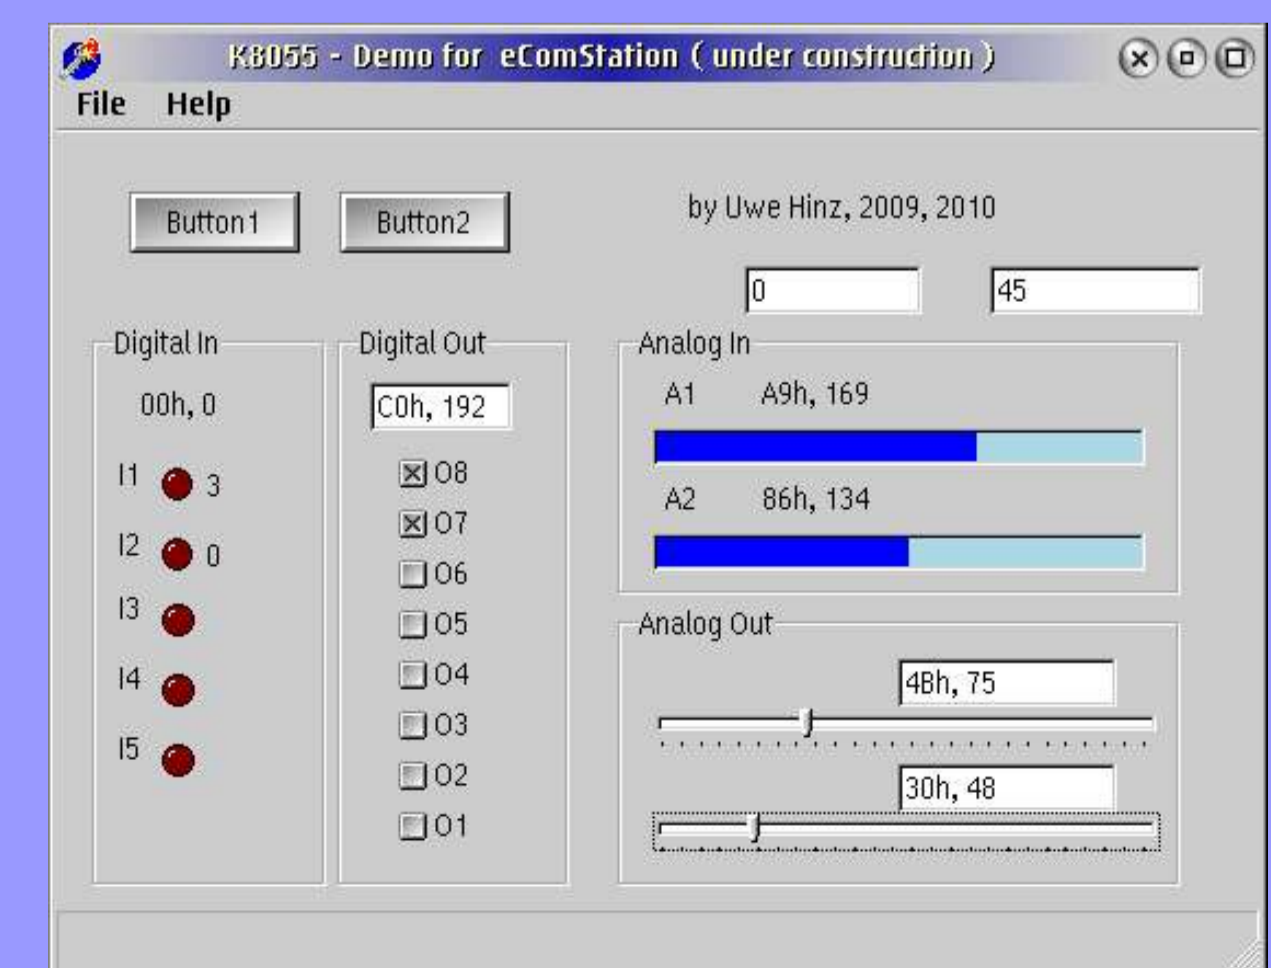 K8055 - Demo for eComStation ( under construction )
File Help
Button1 Button2
by Uwe Hinz, 2009, 2010
0 45
Digital In
00h, 0
I1 3
I2 0
I3
I4
I5
Digital Out
C0h, 192
O8
O7
O6
O5
O4
O3
O2
O1
Analog In
A1 A9h, 169
A2 86h, 134
Analog Out
4Bh, 75
30h, 48